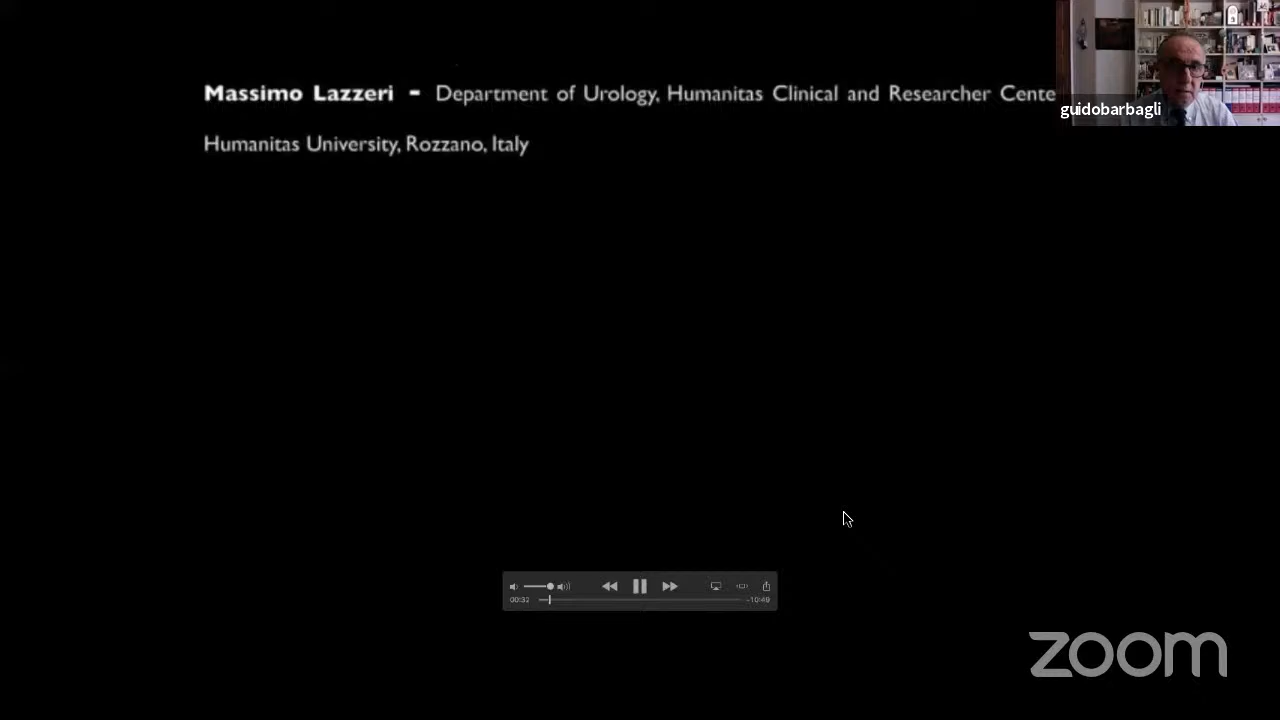 Massimo Lazzeri - Department of Urology, Humanitas Clinical and Researcher Cente
guidobarbagli
Humanitas University, Rozzano, Italy
00:32
-10:49
zoom